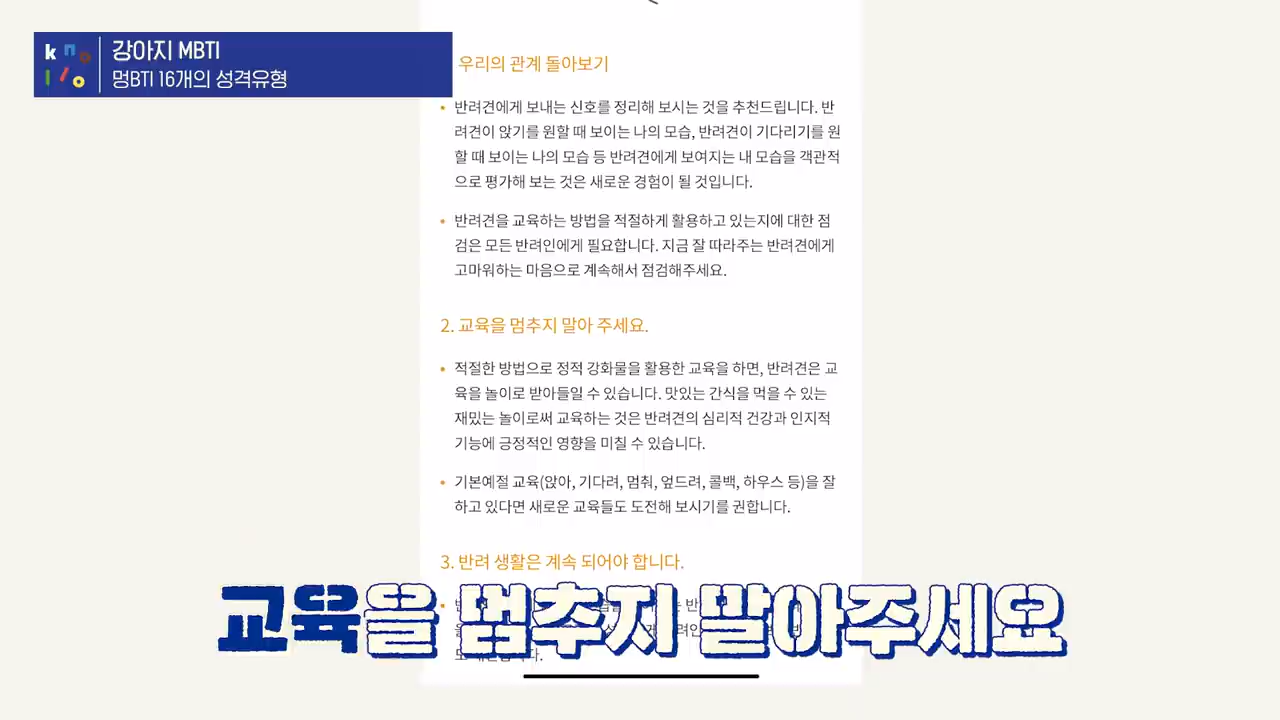 knollo
강아지 MBTI
멍BTI 16개의 성격유형
우리의 관계 돌아보기
• 반려견에게 보내는 신호를 정리해 보시는 것을 추천드립니다. 반
려견이 앉기를 원할 때 보이는 나의 모습, 반려견이 기다리기를 원
할 때 보이는 나의 모습 등 반려견에게 보여지는 내 모습을 객관적
으로 평가해 보는 것은 새로운 경험이 될 것입니다.
• 반려견을 교육하는 방법을 적절하게 활용하고 있는지에 대한 점
검은 모든 반려인에게 필요합니다. 지금 잘 따라주는 반려견에게
고마워하는 마음으로 계속해서 점검해주세요.
2. 교육을 멈추지 말아 주세요.
• 적절한 방법으로 정적 강화물을 활용한 교육을 하면, 반려견은 교
육을 놀이로 받아들일 수 있습니다. 맛있는 간식을 먹을 수 있는
재밌는 놀이로써 교육하는 것은 반려견의 심리적 건강과 인지적
기능에 긍정적인 영향을 미칠 수 있습니다.
• 기본예절 교육(앉아, 기다려, 멈춰, 엎드려, 콜백, 하우스 등)을 잘
하고 있다면 새로운 교육들도 도전해 보시기를 권합니다.
3. 반려 생활은 계속 되어야 합니다.
교육을 멈추지 말아주세요